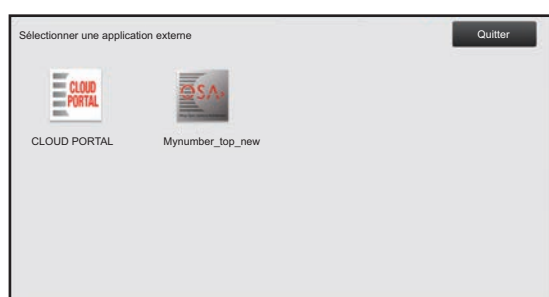 Sélectionner une application externe
Quitter
CLOUD
PORTAL
OSA
CLOUD PORTAL
Mynumber_top_new